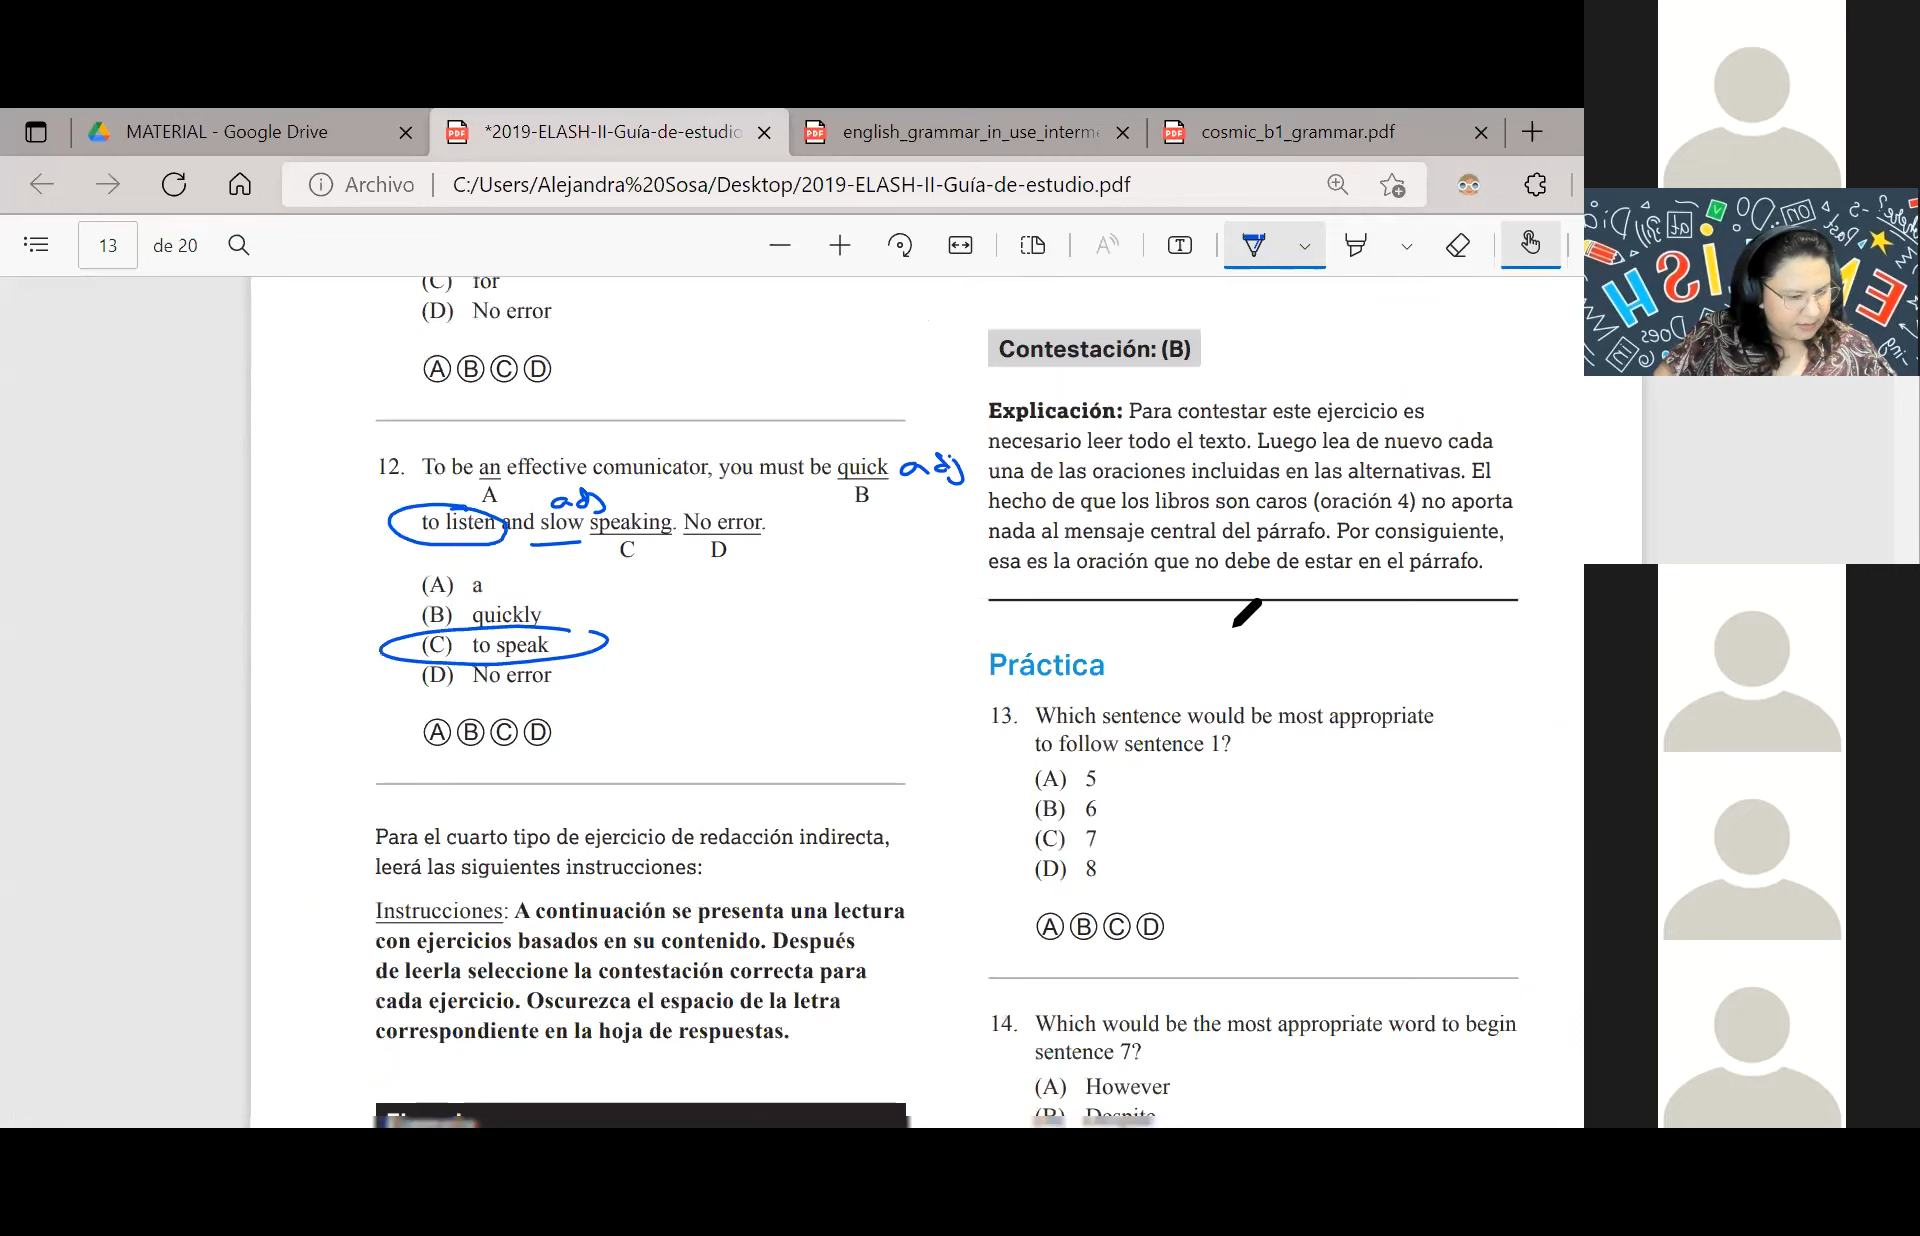 MATERIAL - Google Drive
*2019-ELASH-II-Guía-de-estudio
english_grammar_in_use_interme
cosmic_b1_grammar.pdf
Archivo
C:/Users/Alejandra%20Sosa/Desktop/2019-ELASH-II-Guía-de-estudio.pdf
13 de 20
(C) for
(D) No error
A B C D
12. To be an effective comunicator, you must be quick adj
A B
adj
to listen and slow speaking. No error.
C D
(A) a
(B) quickly
(C) to speak
(D) No error
A B C D
Para el cuarto tipo de ejercicio de redacción indirecta,
leerá las siguientes instrucciones:
Instrucciones: A continuación se presenta una lectura
con ejercicios basados en su contenido. Después
de leerla seleccione la contestación correcta para
cada ejercicio. Oscurezca el espacio de la letra
correspondiente en la hoja de respuestas.
Contestación: (B)
Explicación: Para contestar este ejercicio es
necesario leer todo el texto. Luego lea de nuevo cada
una de las oraciones incluidas en las alternativas. El
hecho de que los libros son caros (oración 4) no aporta
nada al mensaje central del párrafo. Por consiguiente,
esa es la oración que no debe de estar en el párrafo.
Práctica
13. Which sentence would be most appropriate
to follow sentence 1?
(A) 5
(B) 6
(C) 7
(D) 8
A B C D
14. Which would be the most appropriate word to begin
sentence 7?
(A) However
(B) Despite